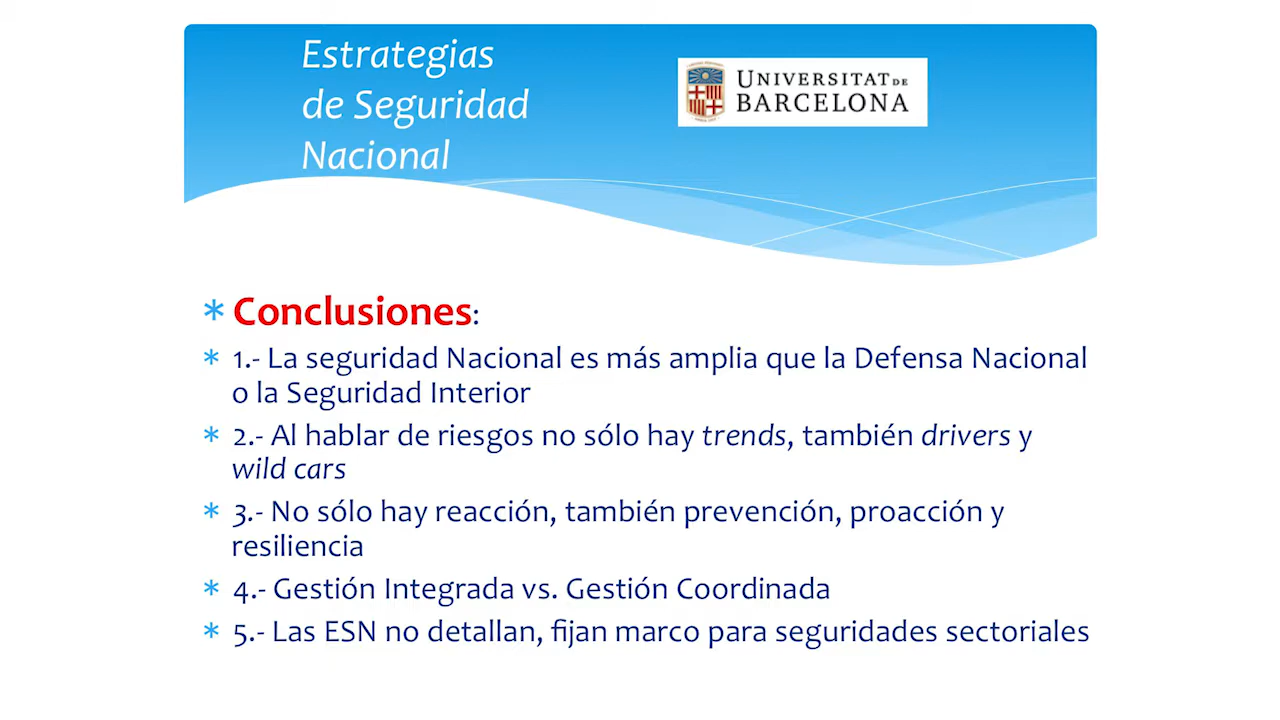 Estrategias
de Seguridad
Nacional
UNIVERSITAT DE
BARCELONA
* Conclusiones:
* 1.- La seguridad Nacional es más amplia que la Defensa Nacional
o la Seguridad Interior
* 2.- Al hablar de riesgos no sólo hay trends, también drivers y
wild cars
* 3.- No sólo hay reacción, también prevención, proacción y
resiliencia
* 4.- Gestión Integrada vs. Gestión Coordinada
* 5.- Las ESN no detallan, fijan marco para seguridades sectoriales